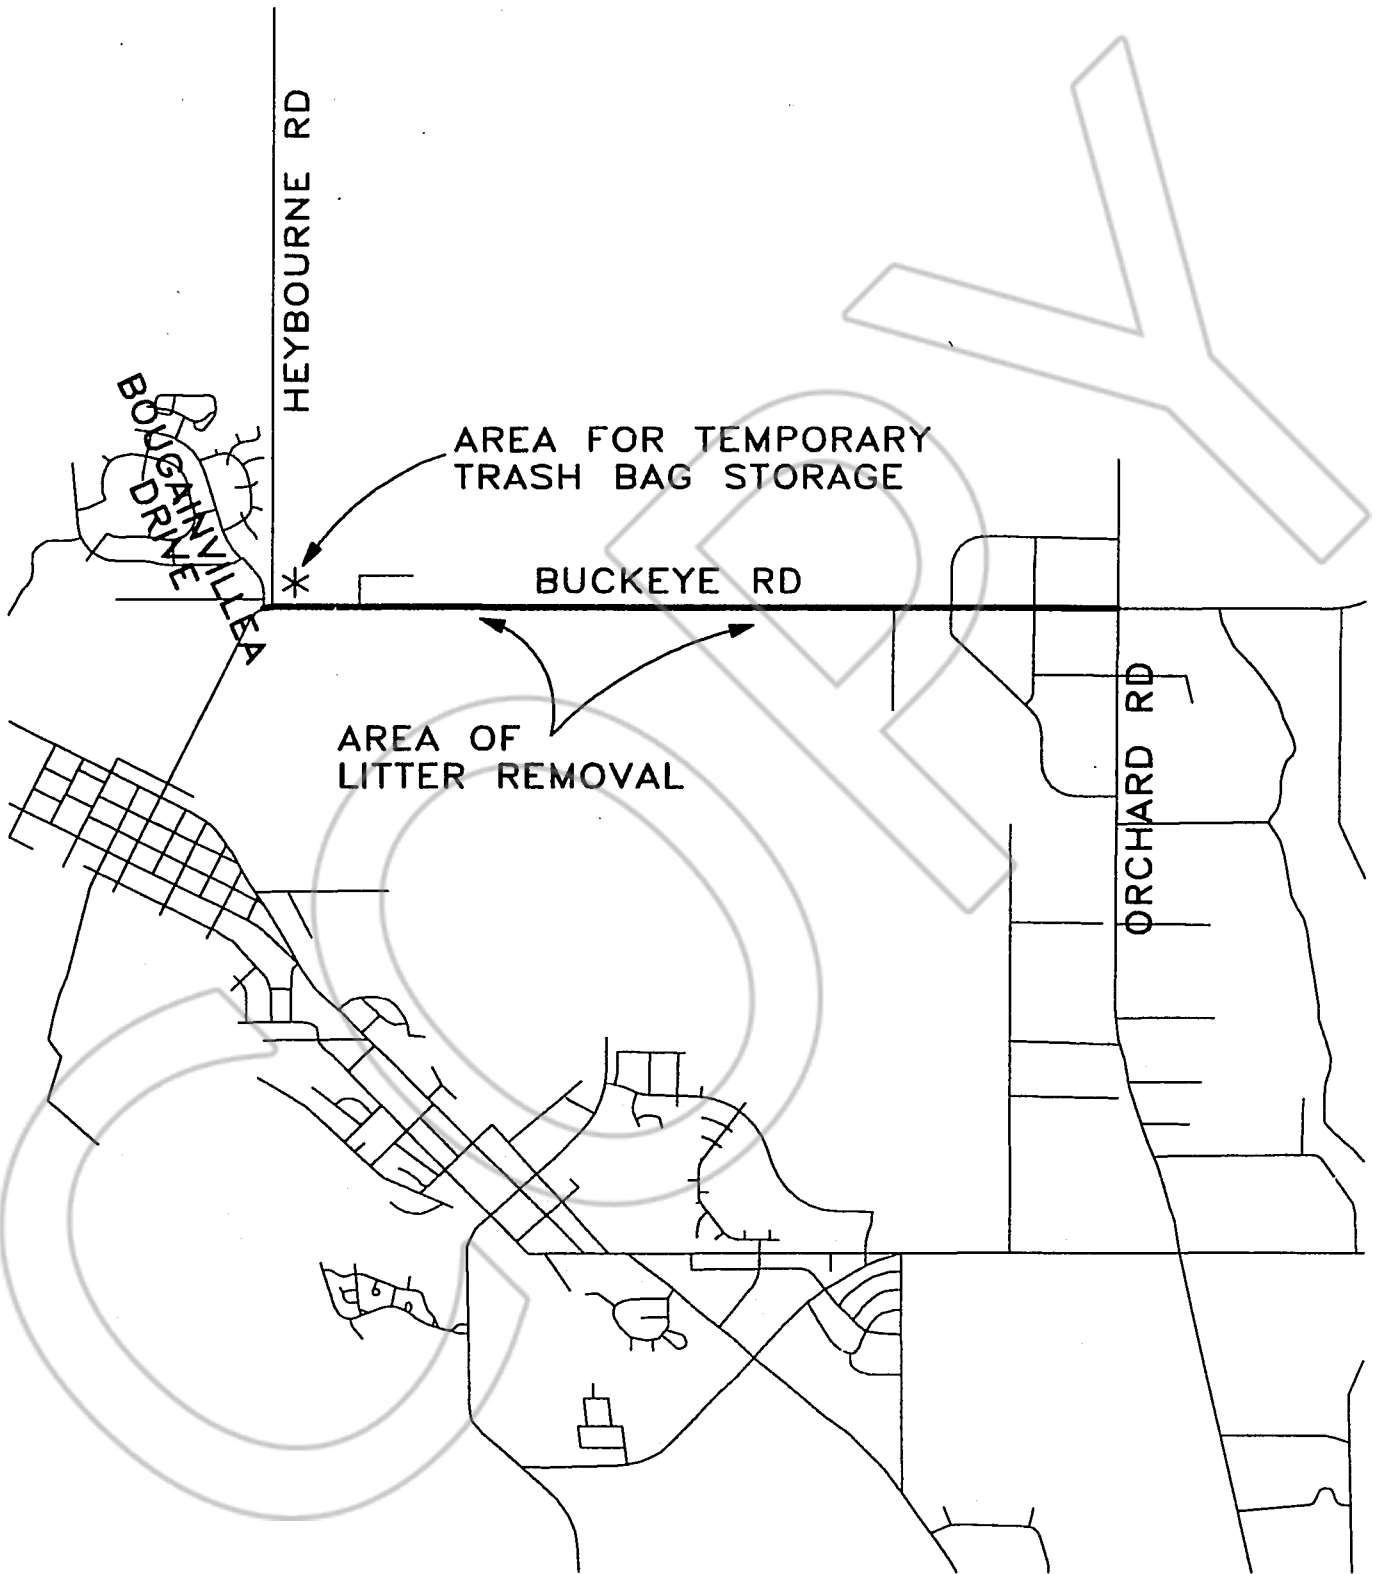 HEYBOURNE RD
BOUGAINVILLEA
DRIVE
AREA FOR TEMPORARY
TRASH BAG STORAGE
BUCKEYE RD
AREA OF
LITTER REMOVAL
ORCHARD RD
COPY